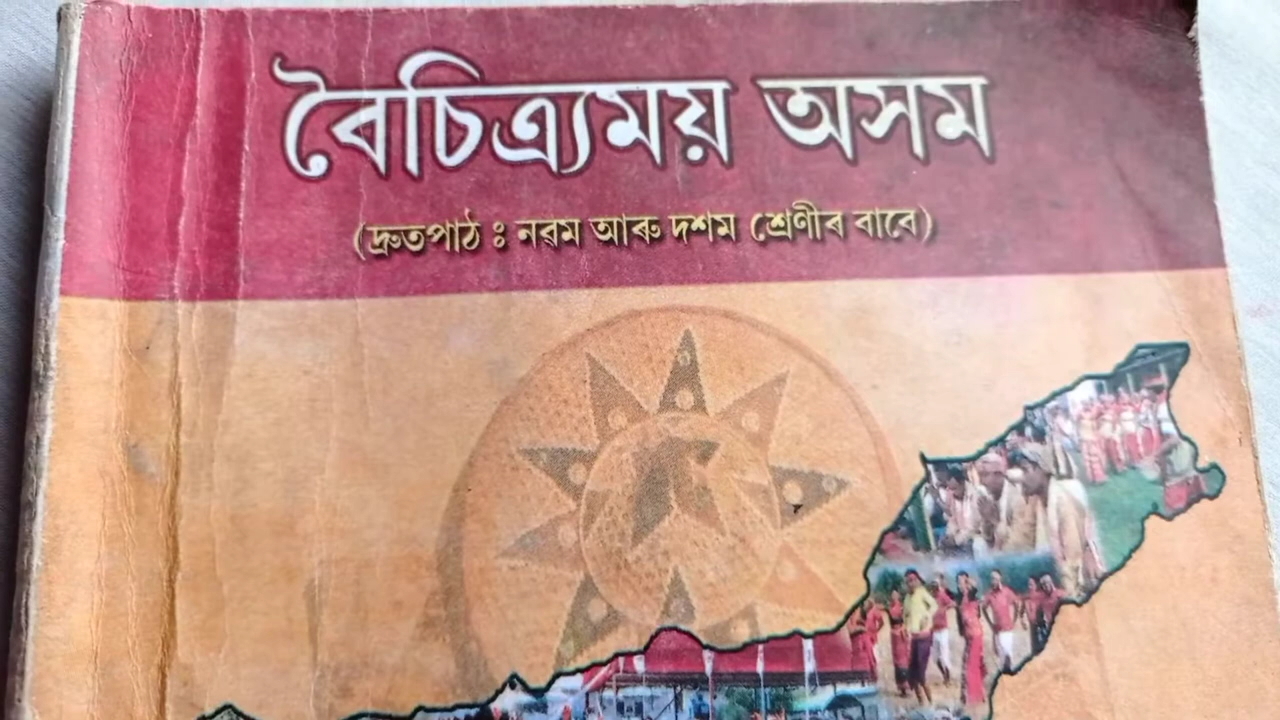 বৈচিত্ৰ্যময় অসম
(দ্ৰুতপাঠ : নৱম আৰু দশম শ্ৰেণীৰ বাবে)